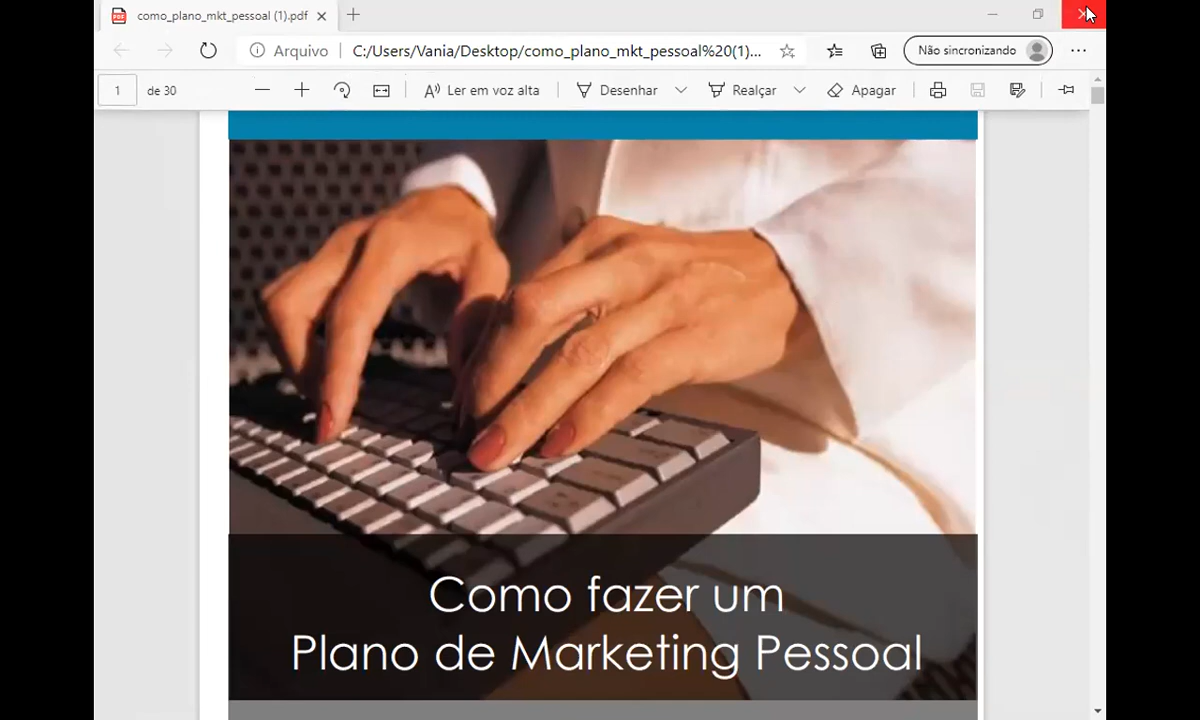 como_plano_mkt_pessoal (1).pdf
Arquivo
C:/Users/Vania/Desktop/como_plano_mkt_pessoal%20(1)...
Não sincronizando
1 de 30
Ler em voz alta
Desenhar
Realçar
Apagar
Como fazer um
Plano de Marketing Pessoal